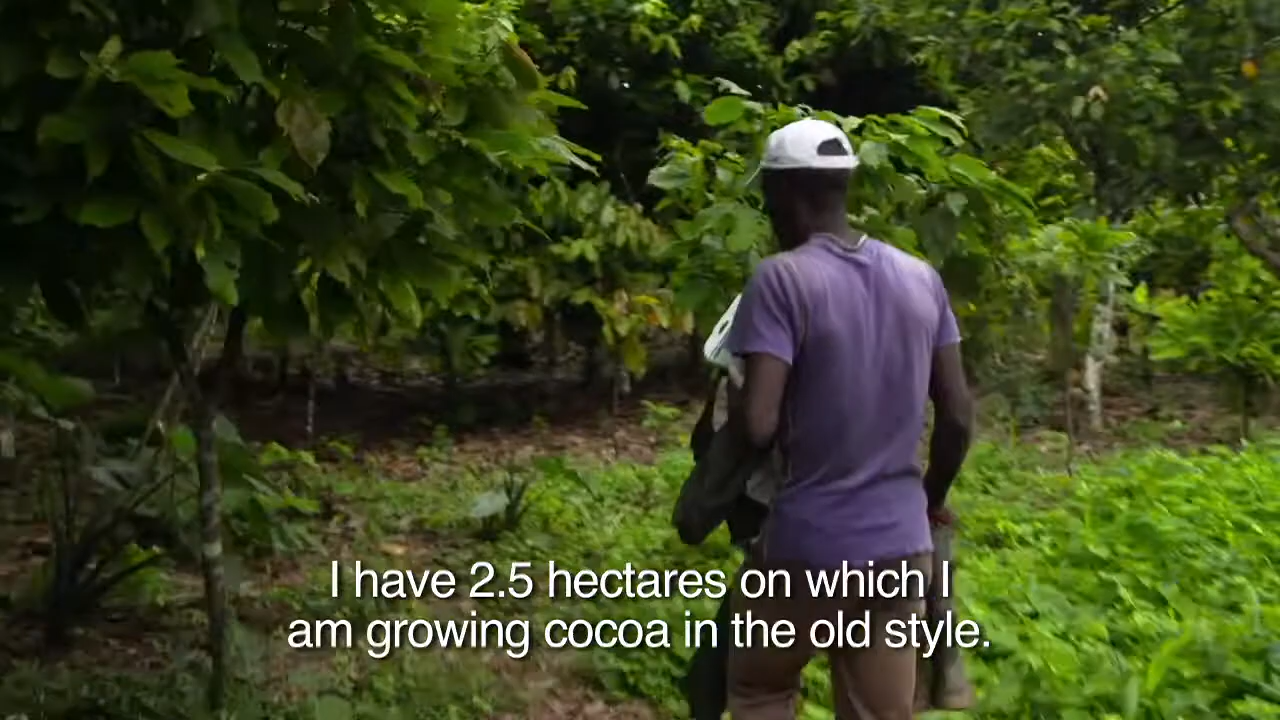 I have 2.5 hectares on which I
am growing cocoa in the old style.